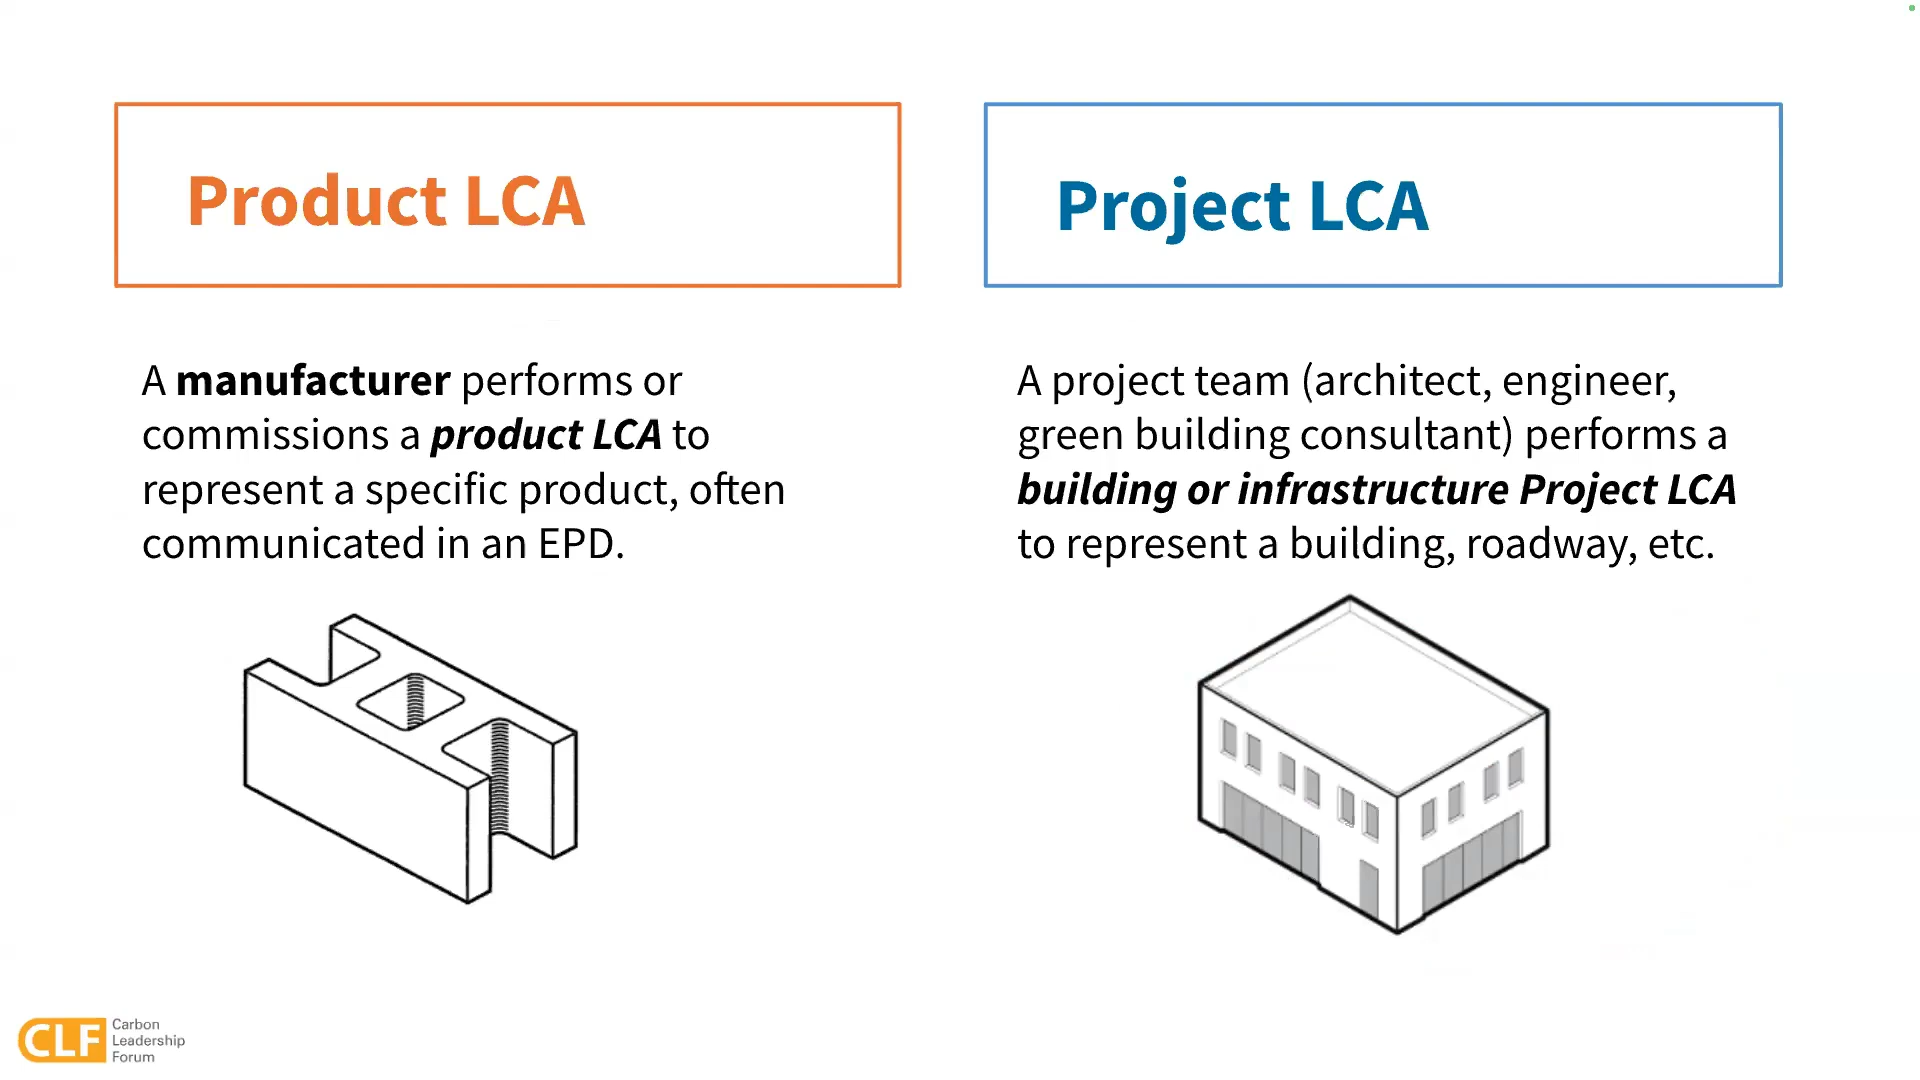 Product LCA
A manufacturer performs or
commissions a product LCA to
represent a specific product, often
communicated in an EPD.
Project LCA
A project team (architect, engineer,
green building consultant) performs a
building or infrastructure Project LCA
to represent a building, roadway, etc.
CLF
Carbon
Leadership
Forum